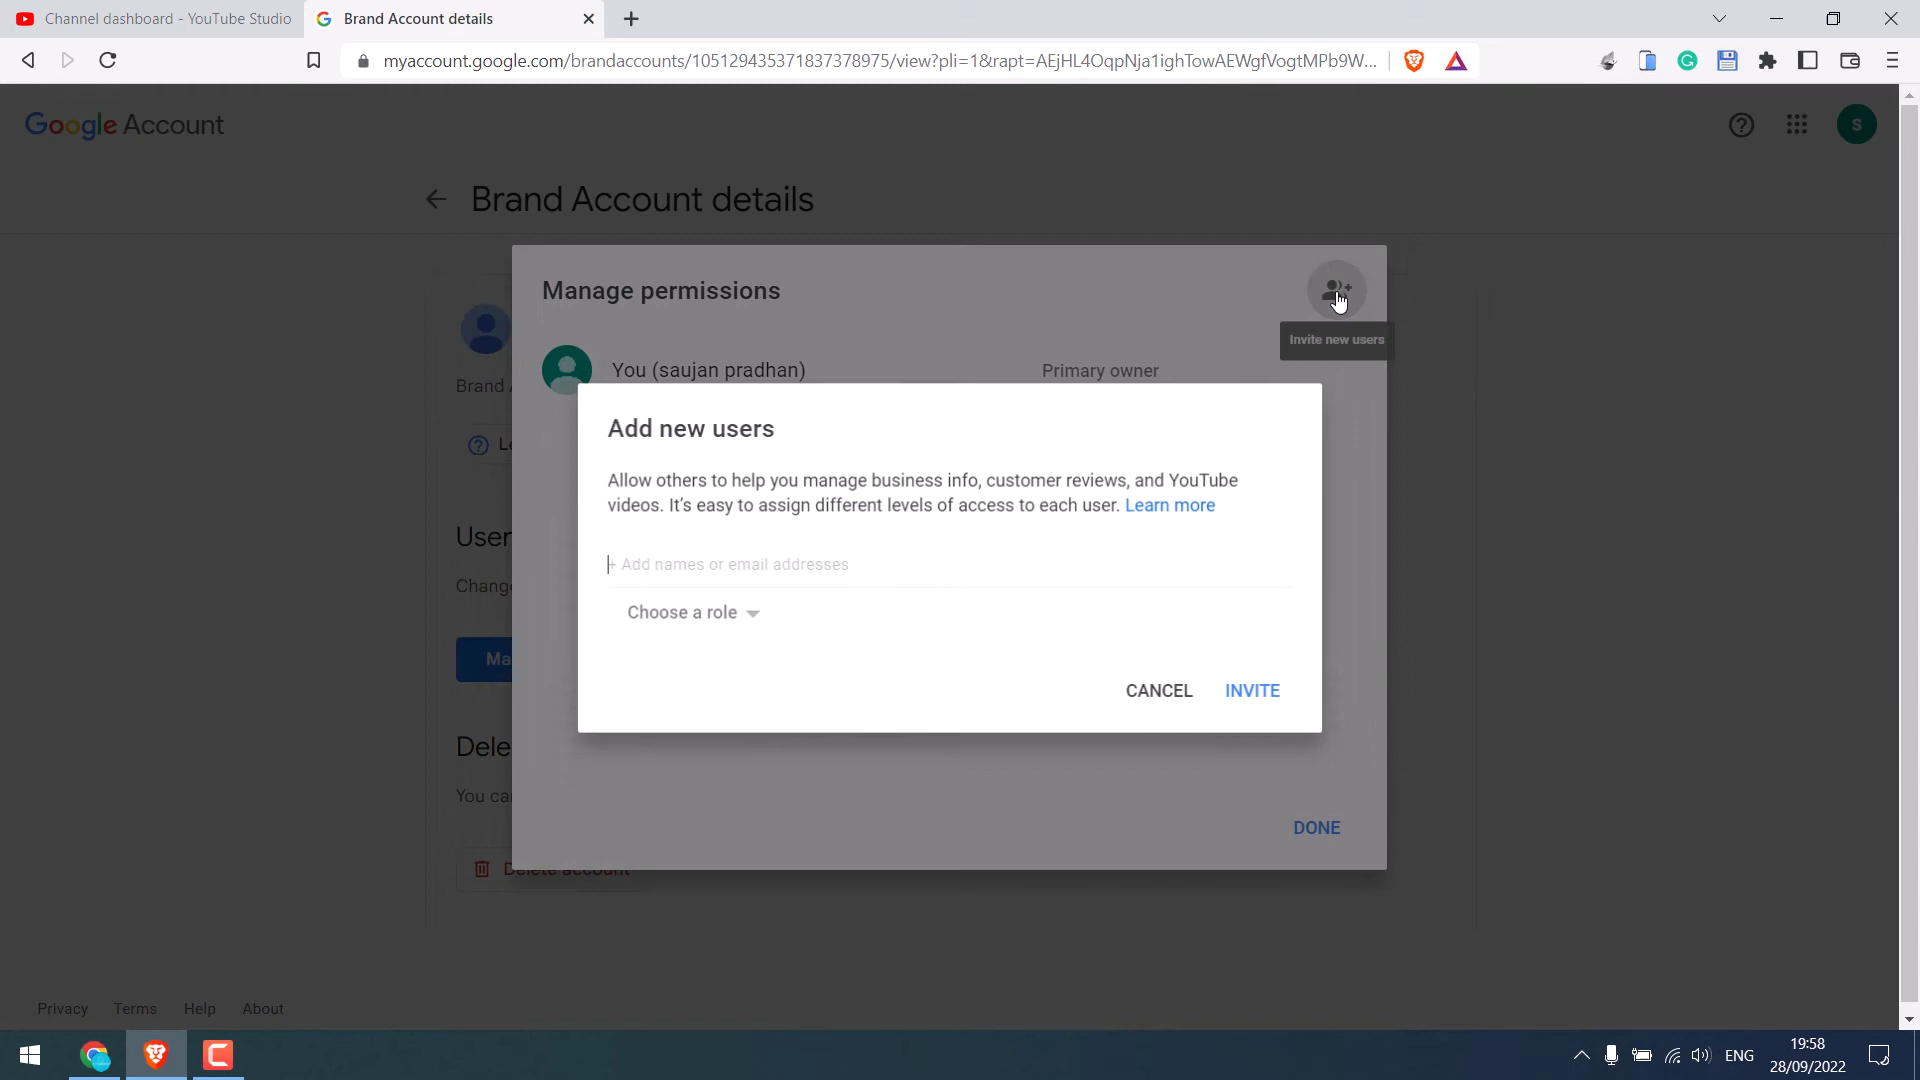 Channel dashboard - YouTube Studio
Brand Account details
myaccount.google.com/brandaccounts/105129435371837378975/view?pli=1&rapt=AEjHL4OqpNja1ighTowAEWgfVogtMPb9W...
Google Account
S
Brand Account details
Manage permissions
Invite new users
You (saujan pradhan)
Primary owner
Brand
Add new users
Allow others to help you manage business info, customer reviews, and YouTube
videos. It's easy to assign different levels of access to each user. Learn more
User
+ Add names or email addresses
Change
Choose a role
Ma
CANCEL INVITE
Dele
You ca
DONE
Delete account
Privacy Terms Help About
ENG
19:58
28/09/2022